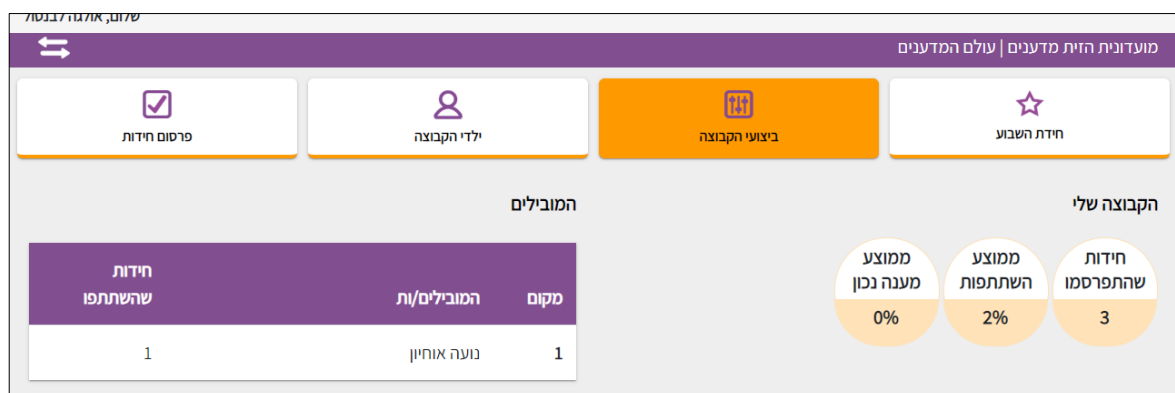 שלום, אולגה לבנטול
מועדונית הזית מדענים | עולם המדענים
חידת השבוע
ביצועי הקבוצה
ילדי הקבוצה
פרסום חידות
הקבוצה שלי
חידות שהתפרסמו
3
ממוצע השתתפות
2%
ממוצע מענה נכון
0%
המובילים
מקום המובילים/ות חידות שהשתתפו
1 נועה אוחיון 1